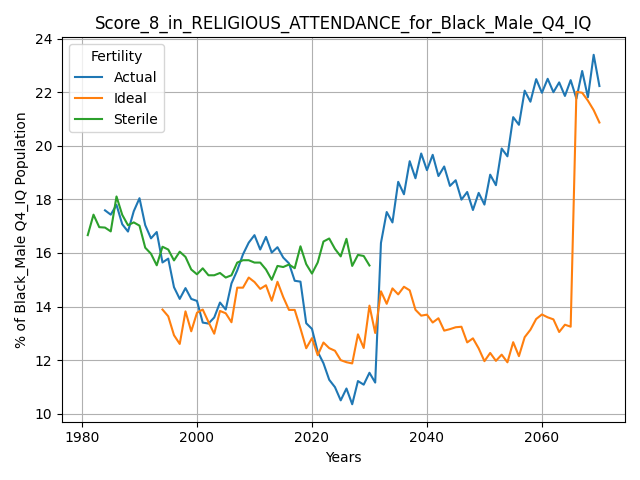 Score_8_in_RELIGIOUS_ATTENDANCE_for_Black_Male_Q4_IQ
24
22
20
18
16
14
12
10
% of Black_Male Q4_IQ Population
Fertility
Actual
Ideal
Sterile
1980 2000 2020 2040 2060
Years